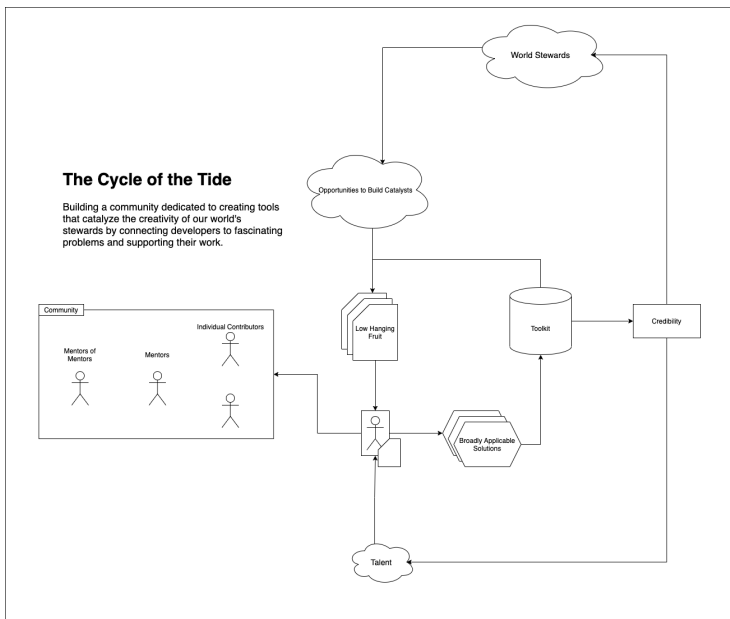 World Stewards
Opportunities to Build Catalysts
The Cycle of the Tide
Building a community dedicated to creating tools
that catalyze the creativity of our world's
stewards by connecting developers to fascinating
problems and supporting their work.
Community
Individual Contributors
Mentors of
Mentors
Mentors
Low Hanging
Fruit
Toolkit
Credibility
Broadly Applicable
Solutions
Talent